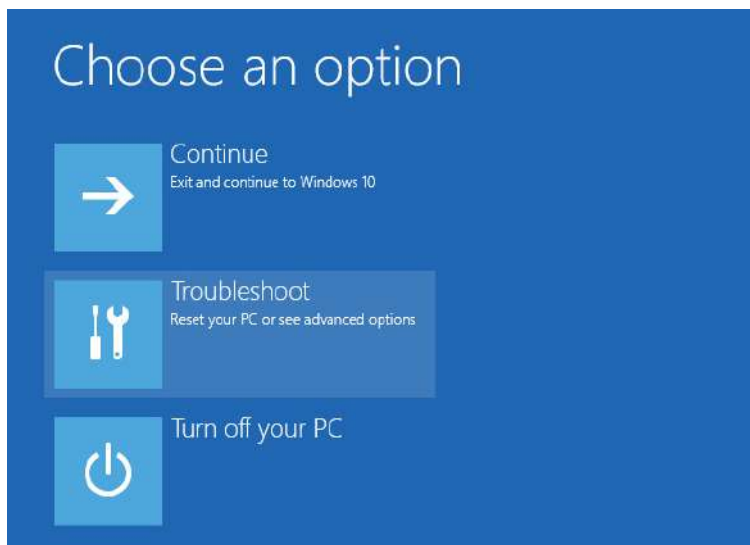 Choose an option
Continue
Exit and continue to Windows 10
Troubleshoot
Reset your PC or see advanced options
Turn off your PC